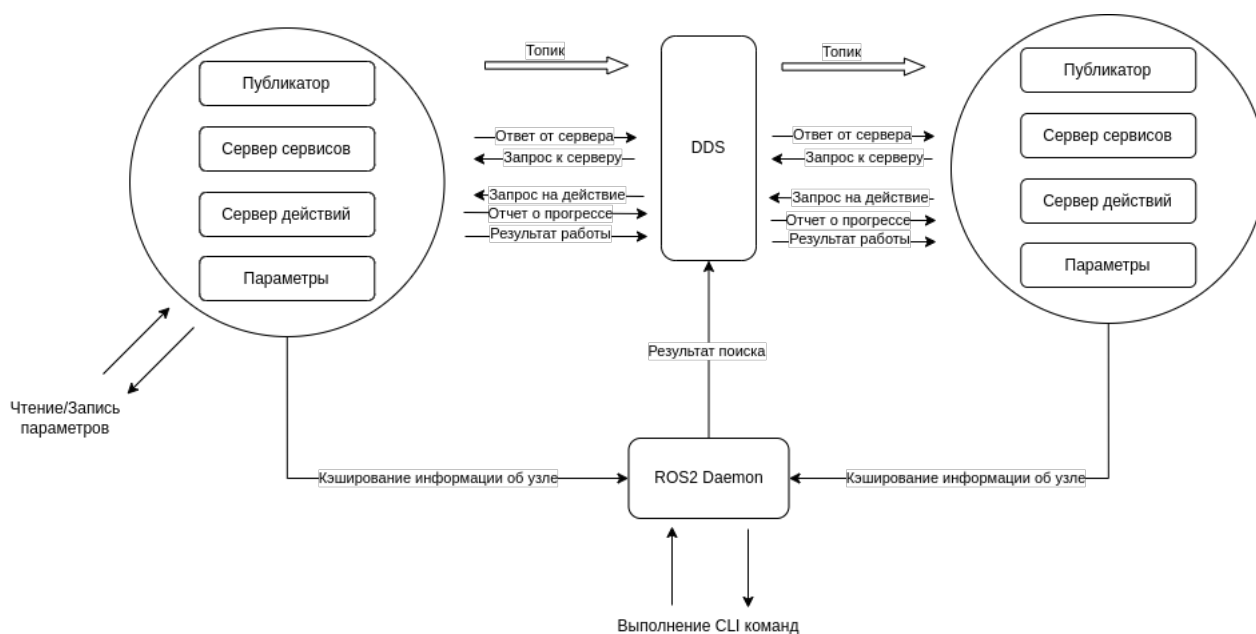 Публикатор
Сервер сервисов
Сервер действий
Параметры
Чтение/Запись
параметров
Топик
Ответ от сервера
Запрос к серверу
Запрос на действие
Отчет о прогрессе
Результат работы
DDS
Топик
Ответ от сервера
Запрос к серверу
Запрос на действие
Отчет о прогрессе
Результат работы
Публикатор
Сервер сервисов
Сервер действий
Параметры
Результат поиска
Кэширование информации об узле
ROS2 Daemon
Кэширование информации об узле
Выполнение CLI команд